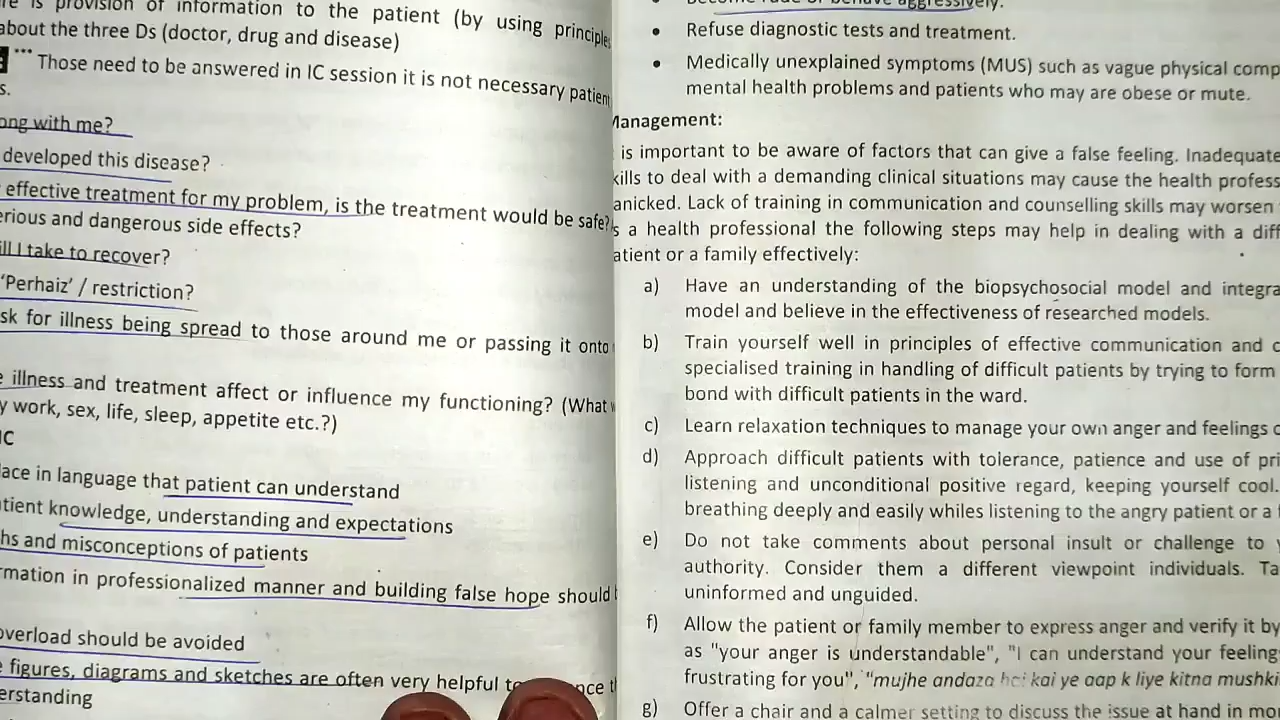 is provision of information to the patient (by using principles
about the three Ds (doctor, drug and disease)
*** Those need to be answered in IC session it is not necessary patient
s.
ong with me?
developed this disease?
effective treatment for my problem, is the treatment would be safe?
erious and dangerous side effects?
ill I take to recover?
'Perhaiz' / restriction?
sk for illness being spread to those around me or passing it onto
e illness and treatment affect or influence my functioning? (What
y work, sex, life, sleep, appetite etc.?)
IC
lace in language that patient can understand
tient knowledge, understanding and expectations
hs and misconceptions of patients
rmation in professionalized manner and building false hope should
overload should be avoided
figures, diagrams and sketches are often very helpful
erstanding
aggressively.
• Refuse diagnostic tests and treatment.
• Medically unexplained symptoms (MUS) such as vague physical comp
mental health problems and patients who may are obese or mute.
Management:
is important to be aware of factors that can give a false feeling. Inadequate
kills to deal with a demanding clinical situations may cause the health profess
anicked. Lack of training in communication and counselling skills may worsen
s a health professional the following steps may help in dealing with a diff
atient or a family effectively:
a) Have an understanding of the biopsychosocial model and integra
model and believe in the effectiveness of researched models.
b) Train yourself well in principles of effective communication and c
specialised training in handling of difficult patients by trying to form
bond with difficult patients in the ward.
c) Learn relaxation techniques to manage your own anger and feelings
d) Approach difficult patients with tolerance, patience and use of pri
listening and unconditional positive regard, keeping yourself cool.
breathing deeply and easily whiles listening to the angry patient or a
e) Do not take comments about personal insult or challenge to
authority. Consider them a different viewpoint individuals. Ta
uninformed and unguided.
f) Allow the patient or family member to express anger and verify it by
as "your anger is understandable", "I can understand your feeling
frustrating for you", "mujhe andaza hai kai ye aap k liye kitna mushki
g) Offer a chair and a calmer setting to discuss the issue at hand in mo